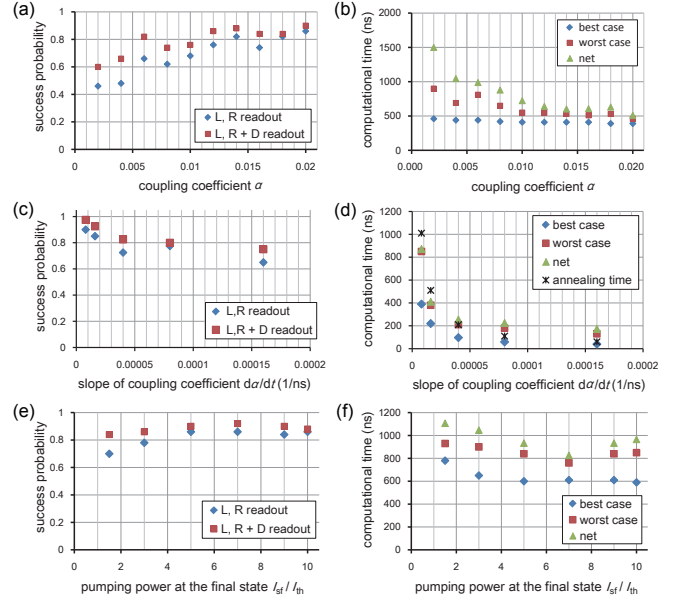 (a)
success probability
1
0.8
0.6
0.4
0.2
0
0 0.005 0.01 0.015 0.02
coupling coefficient α
L, R readout
L, R + D readout
(b)
computational time (ns)
2000
1500
1000
500
0
0.000 0.005 0.010 0.015 0.020
coupling coefficient α
best case
worst case
net
(c)
success probability
1
0.8
0.6
0.4
0.2
0
0 0.00005 0.0001 0.00015 0.0002
slope of coupling coefficient dα/dt (1/ns)
L,R readout
L,R + D readout
(d)
computational time (ns)
1200
1000
800
600
400
200
0
0 0.00005 0.0001 0.00015 0.0002
slope of coupling coefficient dα/dt (1/ns)
best case
worst case
net
annealing time
(e)
success probability
1
0.8
0.6
0.4
0.2
0
0 2 4 6 8 10
pumping power at the final state Isf / Ith
L, R readout
L, R + D readout
(f)
computational time (ns)
1200
1000
800
600
400
200
0
0 2 4 6 8 10
pumping power at the final state Isf / Ith
best case
worst case
net